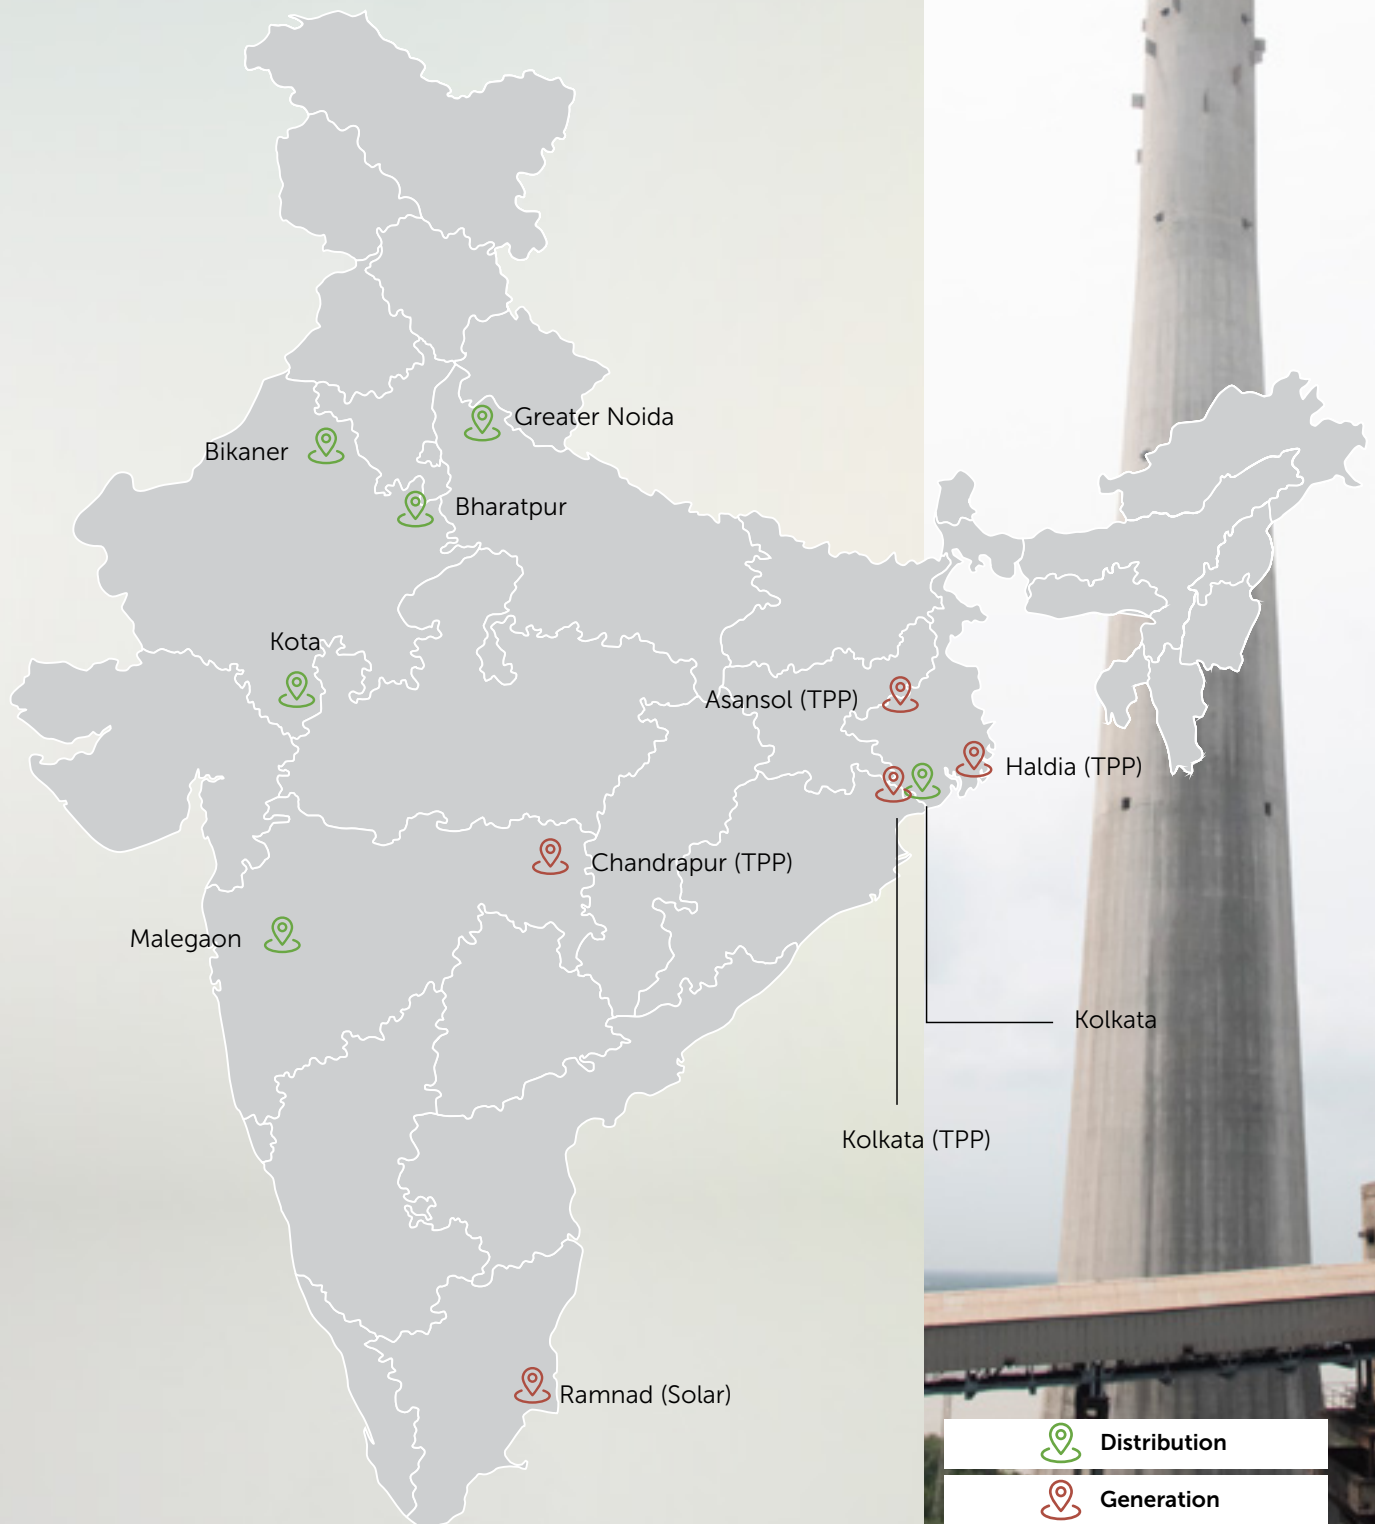 Greater Noida
Bikaner
Bharatpur
Kota
Asansol (TPP)
Haldia (TPP)
Chandrapur (TPP)
Malegaon
Kolkata
Kolkata (TPP)
Ramnad (Solar)
Distribution
Generation